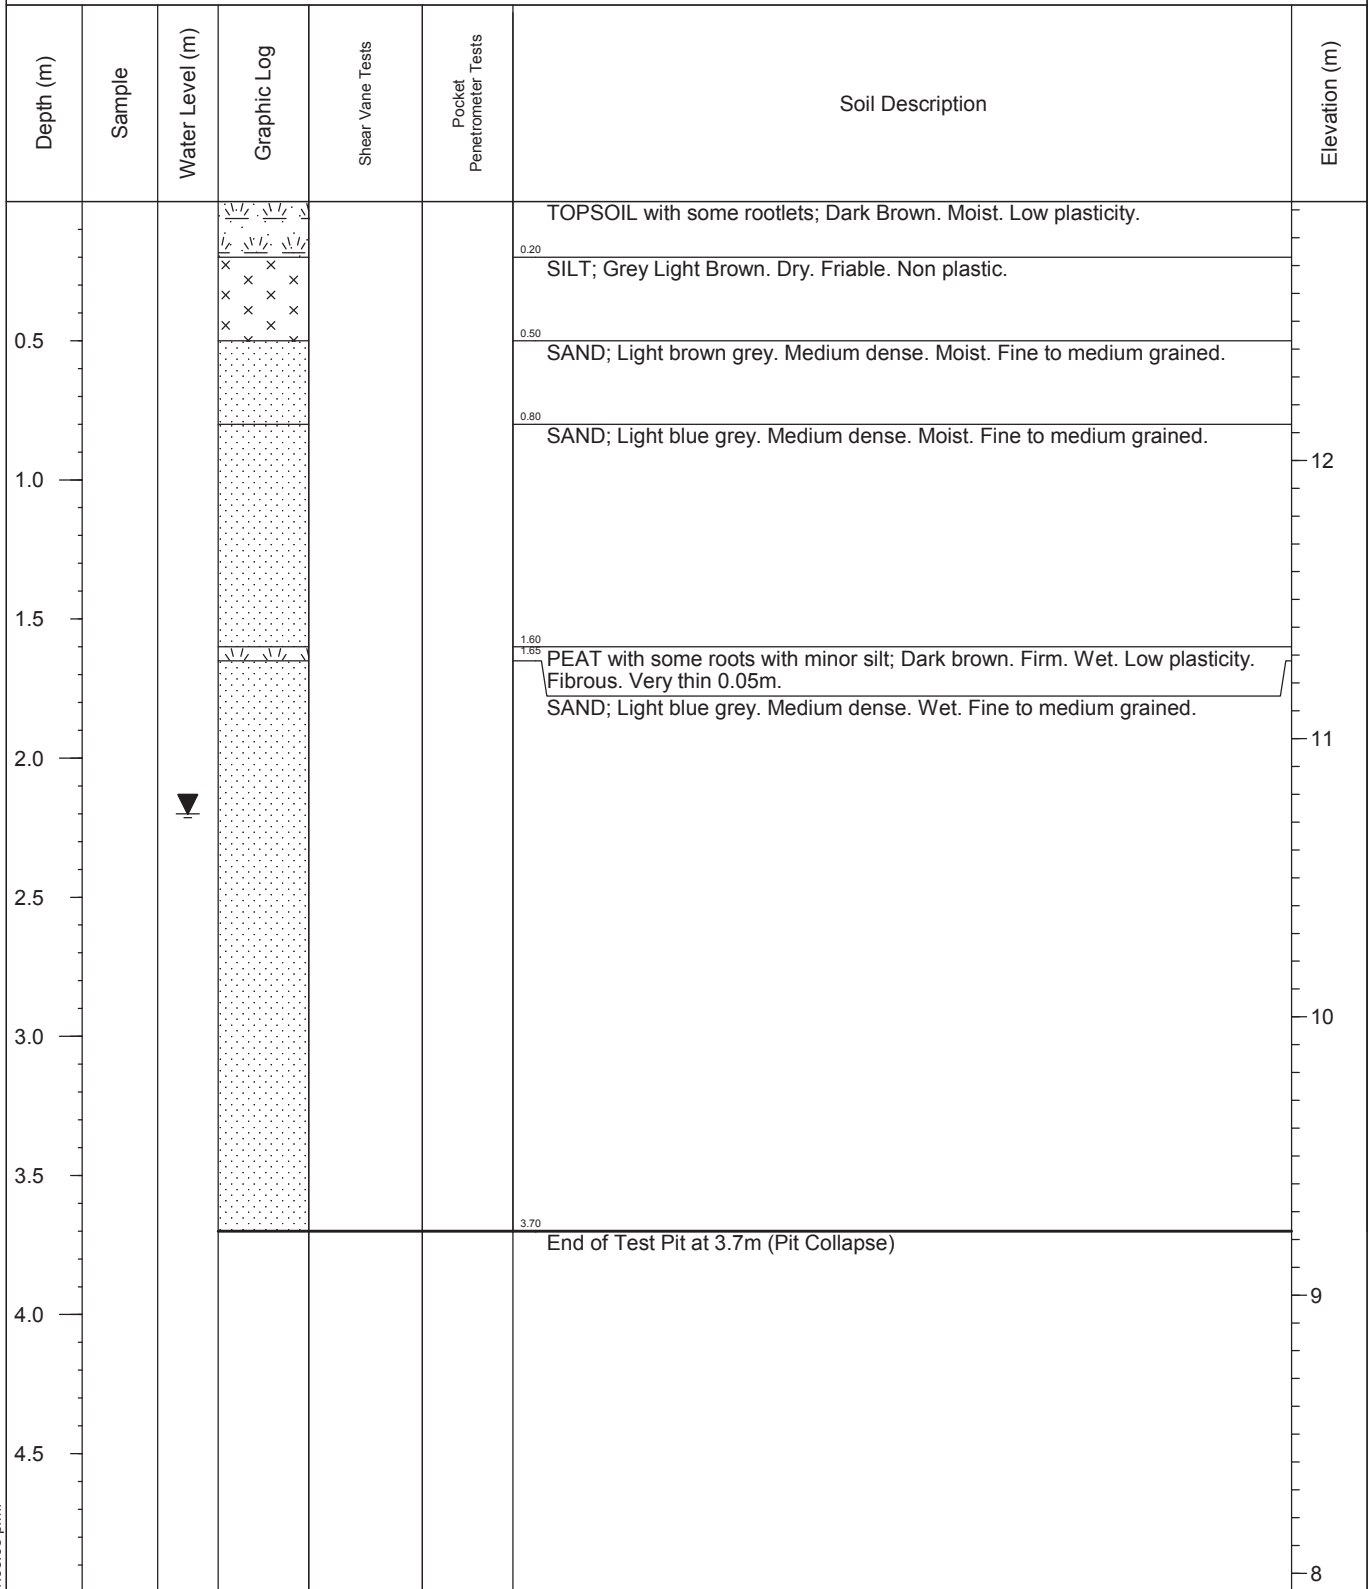 Depth (m)
Sample
Water Level (m)
Graphic Log
Shear Vane Tests
Pocket
Penetrometer Tests
Soil Description
Elevation (m)
TOPSOIL with some rootlets; Dark Brown. Moist. Low plasticity.
0.20
SILT; Grey Light Brown. Dry. Friable. Non plastic.
0.5
0.50
SAND; Light brown grey. Medium dense. Moist. Fine to medium grained.
0.80
SAND; Light blue grey. Medium dense. Moist. Fine to medium grained.
12
1.0
1.5
1.60
1.65
PEAT with some roots with minor silt; Dark brown. Firm. Wet. Low plasticity.
Fibrous. Very thin 0.05m.
SAND; Light blue grey. Medium dense. Wet. Fine to medium grained.
11
2.0
2.5
10
3.0
3.5
3.70
End of Test Pit at 3.7m (Pit Collapse)
9
4.0
4.5
8